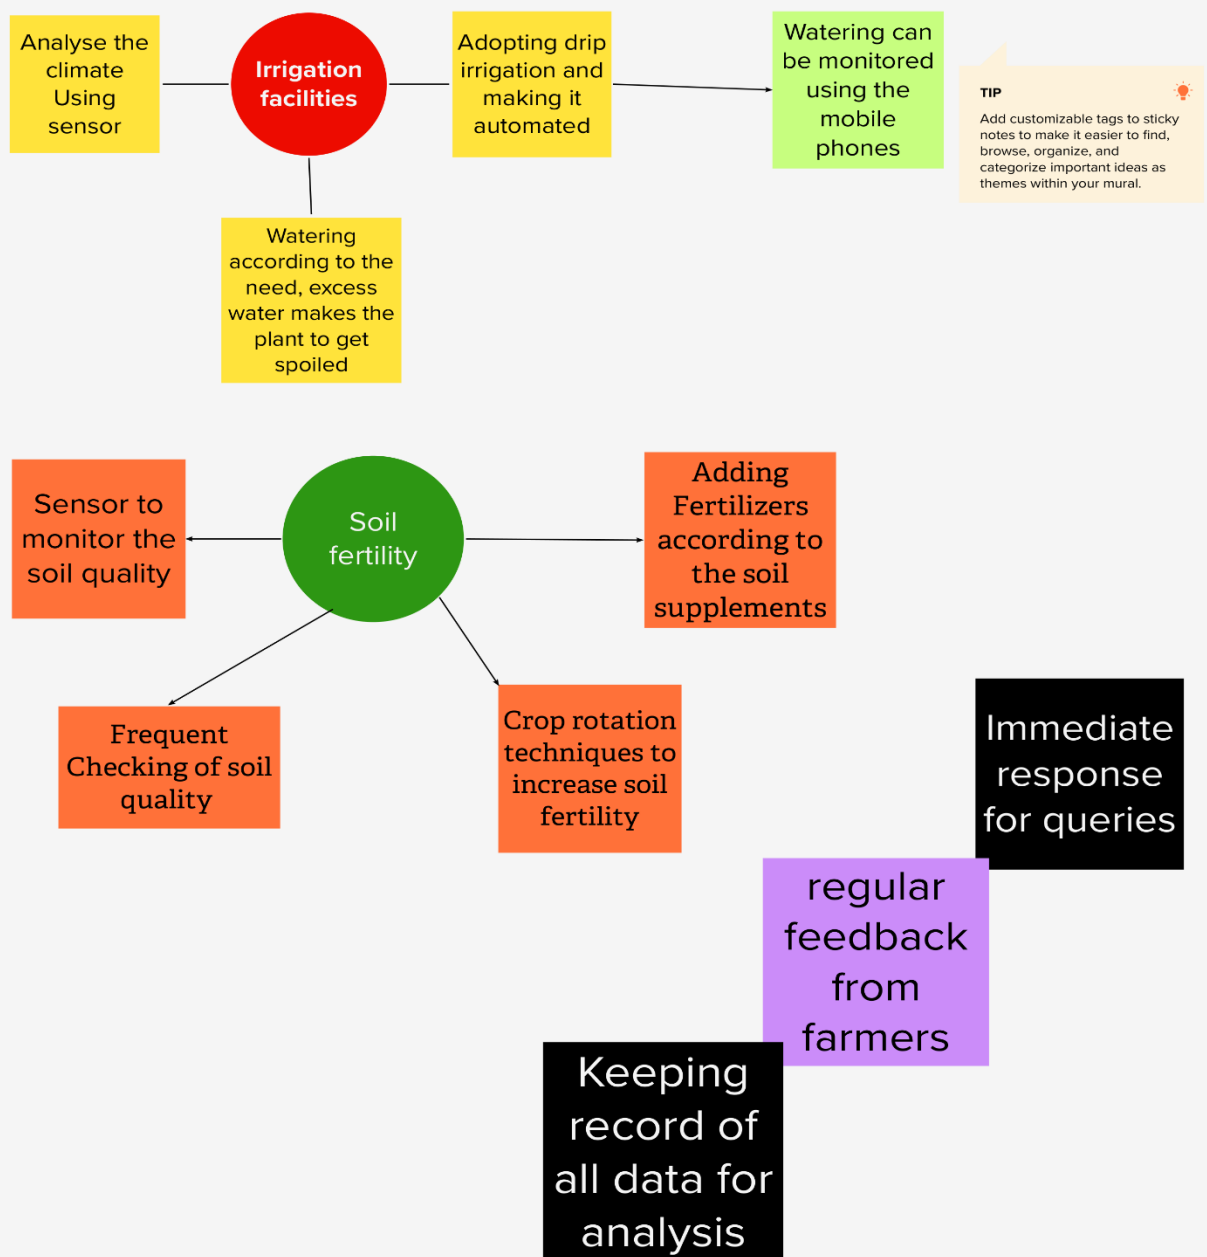 Analyse the
climate
Using
sensor
Irrigation
facilities
Adopting drip
irrigation and
making it
automated
Watering can
be monitored
using the
mobile
phones
TIP
Add customizable tags to sticky
notes to make it easier to find,
browse, organize, and
categorize important ideas as
themes within your mural.
Watering
according to the
need, excess
water makes the
plant to get
spoiled
Sensor to
monitor the
soil quality
Soil
fertility
Adding
Fertilizers
according to
the soil
supplements
Frequent
Checking of soil
quality
Crop rotation
techniques to
increase soil
fertility
Immediate
response
for queries
regular
feedback
from
farmers
Keeping
record of
all data for
analysis